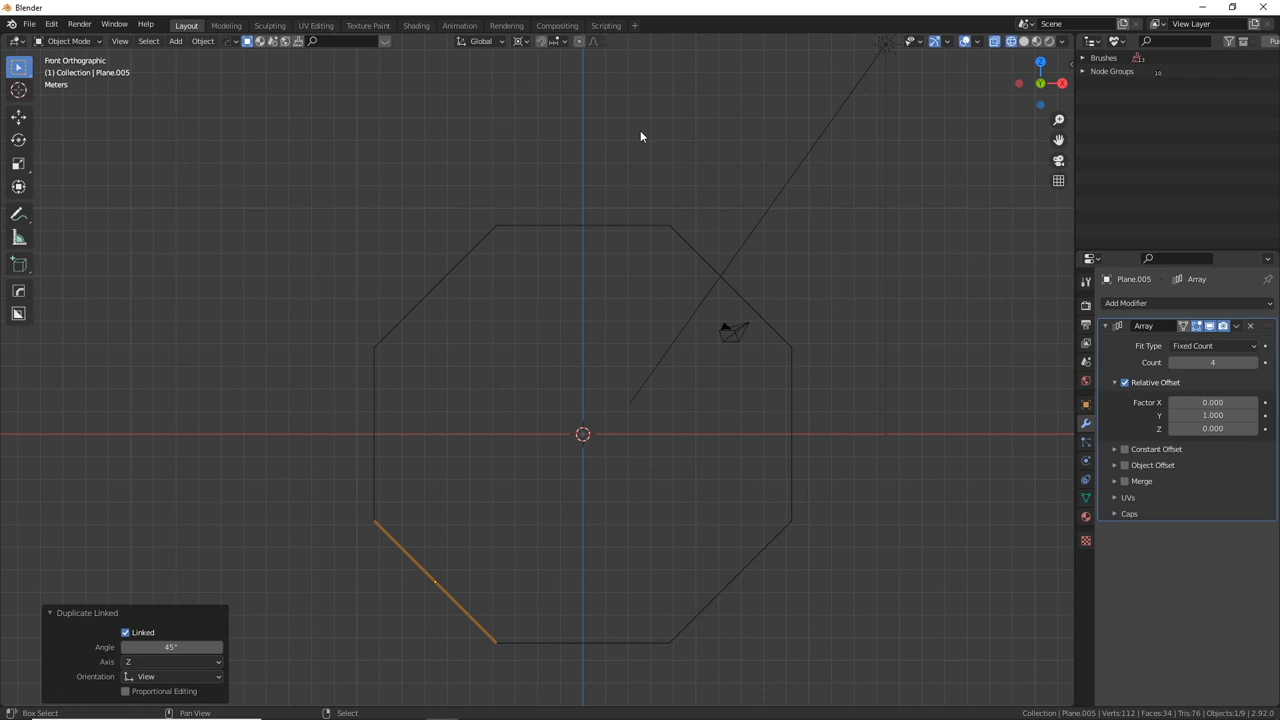 Blender
File Edit Render Window Help Layout Modeling Sculpting UV Editing Texture Paint Shading Animation Rendering Compositing Scripting + Scene View Layer
Object Mode View Select Add Object Global
Front Orthographic
(1) Collection | Plane.005
Meters
Z
Y
X
Brushes 13
Node Groups 10
Plane.005 Array
Add Modifier
Array
Fit Type Fixed Count
Count 4
Relative Offset
Factor X 0.000
Y 1.000
Z 0.000
Constant Offset
Object Offset
Merge
UVs
Caps
Duplicate Linked
Linked
Angle 45°
Axis Z
Orientation View
Proportional Editing
Box Select Pan View Select Collection | Plane.005 | Verts:112 | Faces:34 | Tris:76 | Objects:1/9 | 2.92.0